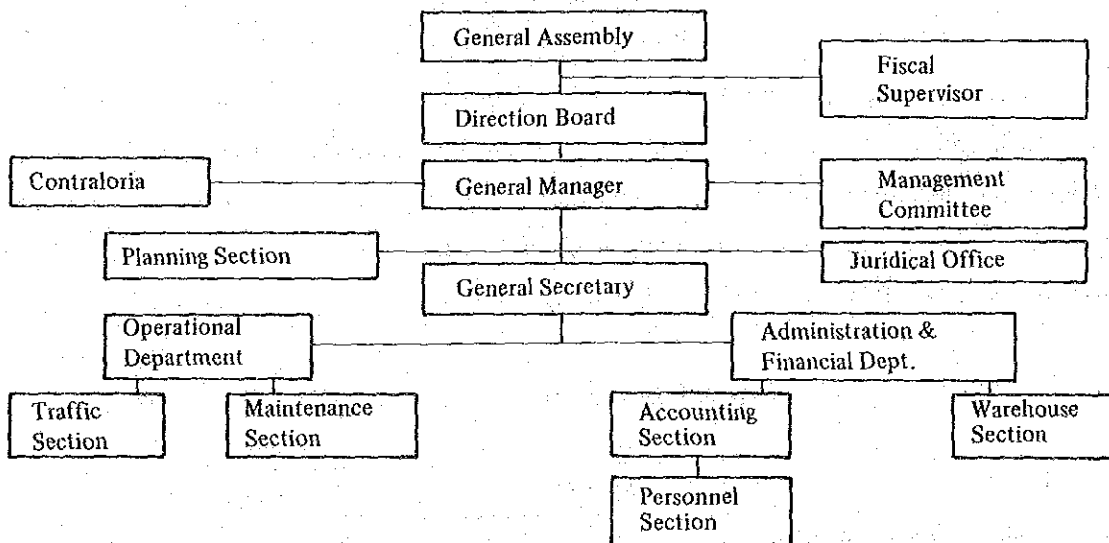 General Assembly
Fiscal
Supervisor
Direction Board
Contraloria
General Manager
Management
Committee
Planning Section
Juridical Office
General Secretary
Operational
Department
Administration &
Financial Dept.
Traffic
Section
Maintenance
Section
Accounting
Section
Warehouse
Section
Personnel
Section